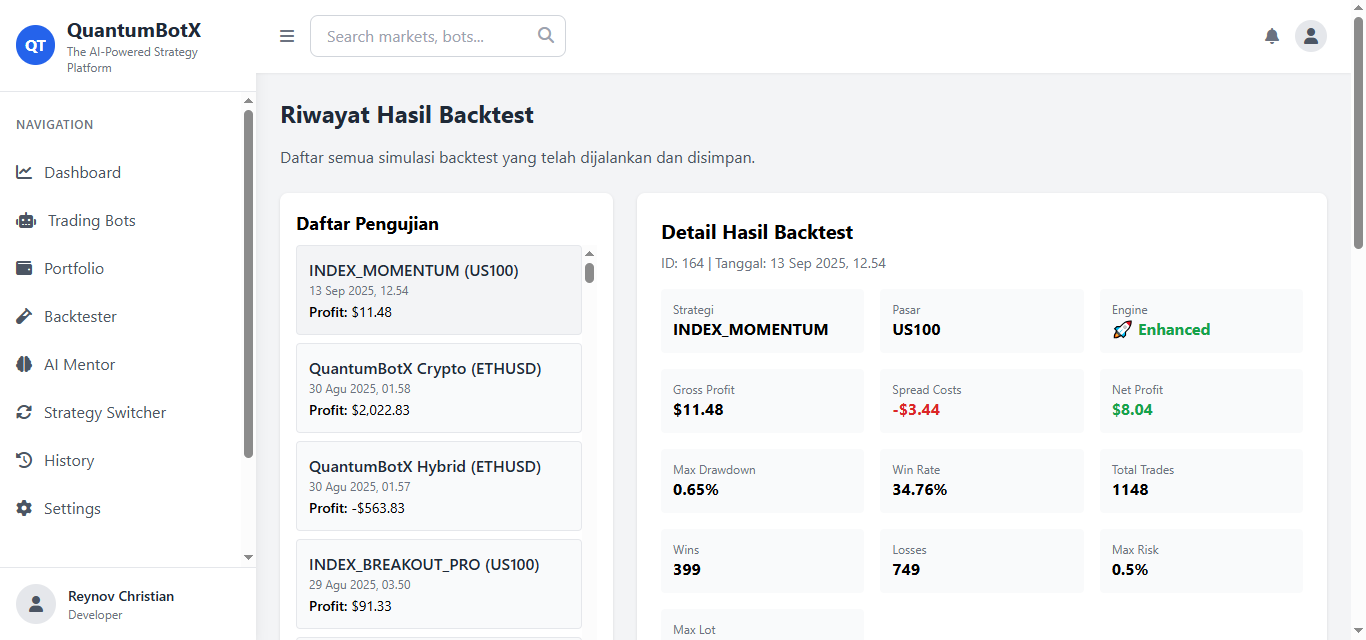 QT
QuantumBotX
The AI-Powered Strategy
Platform
NAVIGATION
Dashboard
Trading Bots
Portfolio
Backtester
AI Mentor
Strategy Switcher
History
Settings
Reynov Christian
Developer
Search markets, bots...
Riwayat Hasil Backtest
Daftar semua simulasi backtest yang telah dijalankan dan disimpan.
Daftar Pengujian
INDEX_MOMENTUM (US100)
13 Sep 2025, 12.54
Profit: $11.48
QuantumBotX Crypto (ETHUSD)
30 Agu 2025, 01.58
Profit: $2,022.83
QuantumBotX Hybrid (ETHUSD)
30 Agu 2025, 01.57
Profit: -$563.83
INDEX_BREAKOUT_PRO (US100)
29 Agu 2025, 03.50
Profit: $91.33
Detail Hasil Backtest
ID: 164 | Tanggal: 13 Sep 2025, 12.54
Strategi
INDEX_MOMENTUM
Pasar
US100
Engine
🚀 Enhanced
Gross Profit
$11.48
Spread Costs
-$3.44
Net Profit
$8.04
Max Drawdown
0.65%
Win Rate
34.76%
Total Trades
1148
Wins
399
Losses
749
Max Risk
0.5%
Max Lot